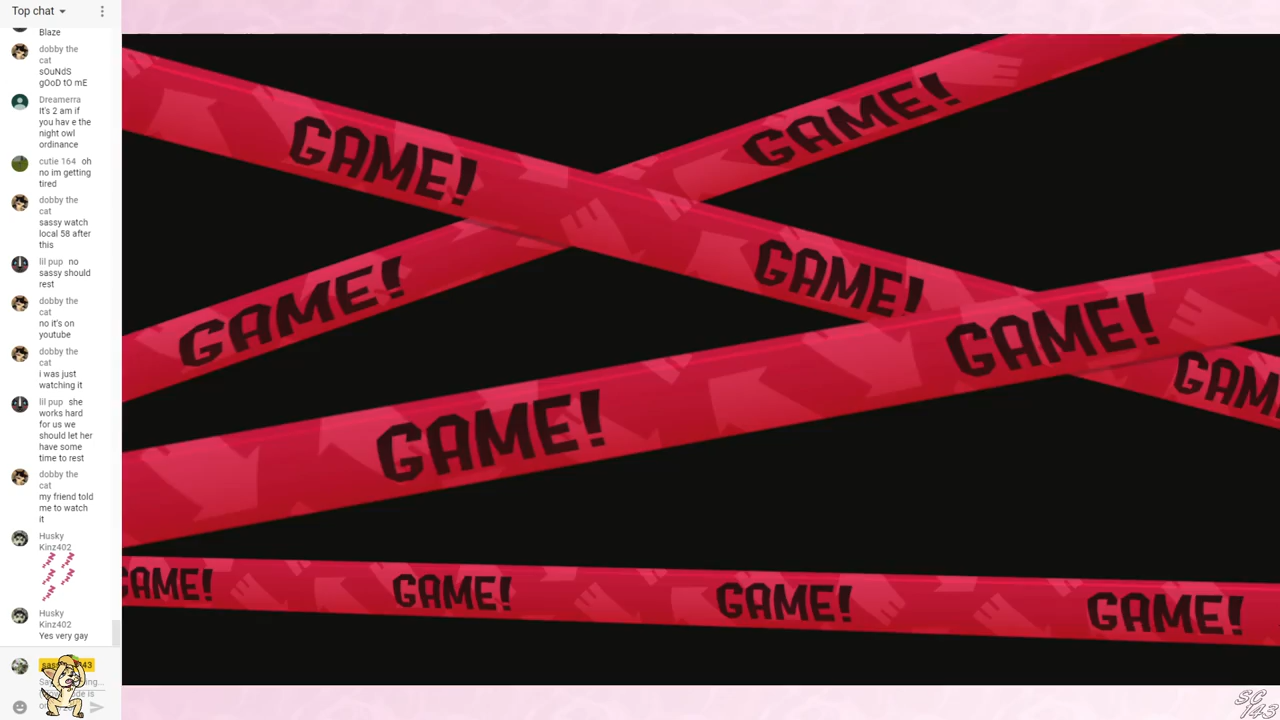 Top chat
Blaze
dobby the
cat
sOuNdS
gOoD tO mE
Dreamerra
It's 2 am if
you hav e the
night owl
ordinance
cutie 164 oh
no im getting
tired
dobby the
cat
sassy watch
local 58 after
this
lil pup no
sassy should
rest
dobby the
cat
no it's on
youtube
dobby the
cat
i was just
watching it
lil pup she
works hard
for us we
should let her
have some
time to rest
dobby the
cat
my friend told
me to watch
it
Husky
Kinz402
Husky
Kinz402
Yes very gay
GAME!
GAME!
GAME!
GAME!
GAME!
GAME!
GAME!
GAME!
GAME!
GAME!
SC
143